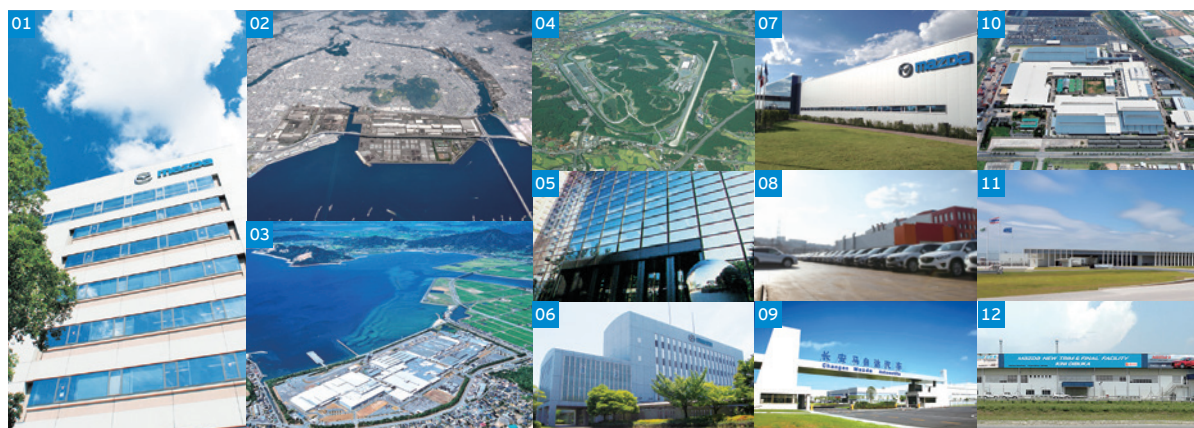 01
mazda
02
03
04
05
06
07
mazda
08
09
长安马自达汽车
Changan Mazda Automobile
10
11
12
MAZDA NEW TRIM & FINAL FACILITY